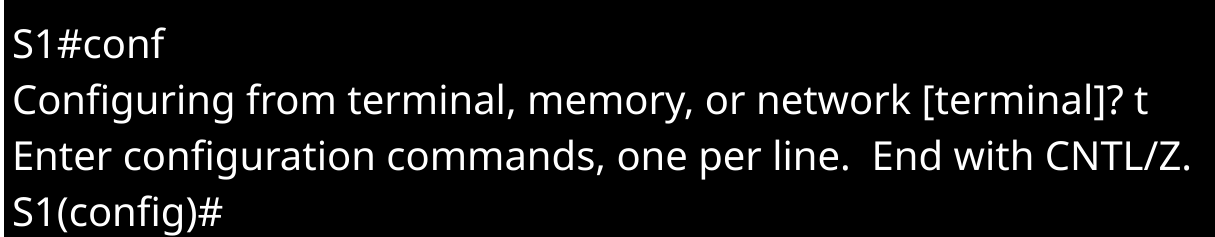 S1#conf
Configuring from terminal, memory, or network [terminal]? t
Enter configuration commands, one per line.  End with CNTL/Z.
S1(config)#